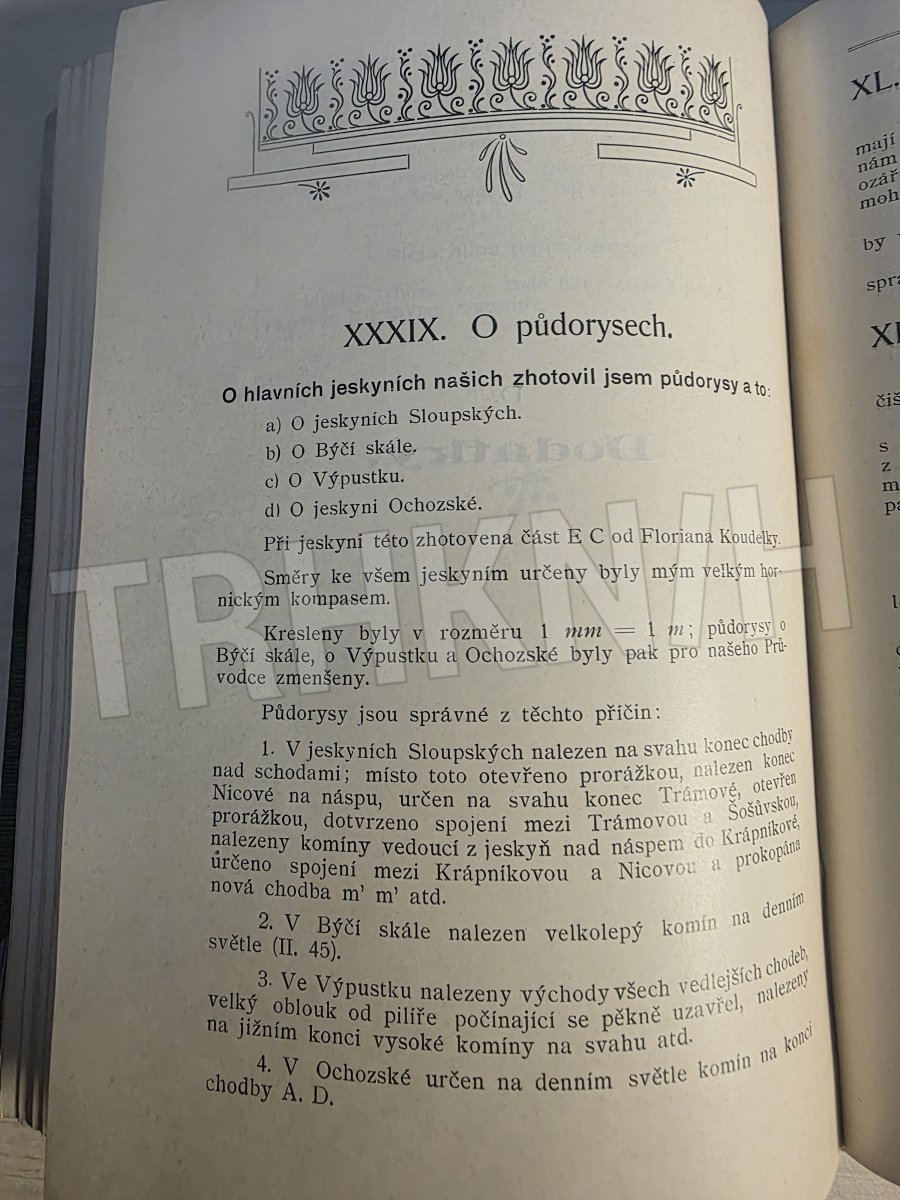 XXXIX. O půdorysech.
O hlavních jeskyních našich zhotovil jsem půdorysy a to:
a) O jeskyních Sloupských.
b) O Býčí skále.
c) O Výpustku.
d) O jeskyni Ochozské.
Při jeskyni této zhotovena část E C od Floriana Koudelky.
Směry ke všem jeskyním určeny byly mým velkým hor-
nickým kompasem.
Kresleny byly v rozměru 1 mm = 1 m; půdorysy o
Býčí skále, o Výpustku a Ochozské byly pak pro našeho Prů-
vodce zmenšeny.
Půdorysy jsou správné z těchto příčin:
1. V jeskyních Sloupských nalezen na svahu konec chodby
nad schodami; místo toto otevřeno prorážkou, nalezen konec
Nicové na náspu, určen na svahu konec Trámové, otevřen
prorážkou, dotvrzeno spojení mezi Trámovou a Šošůvskou,
nalezeny komíny vedoucí z jeskyň nad náspem do Krápníkové,
určeno spojení mezi Krápníkovou a Nicovou a prokopána
nová chodba m' m' atd.
2. V Býčí skále nalezen velkolepý komín na denním
světle (II. 45).
3. Ve Výpustku nalezeny východy všech vedlejších chodeb,
velký oblouk od pilíře počínající se pěkně uzavřel, nalezeny
na jižním konci vysoké komíny na svahu atd.
4. V Ochozské určen na denním světle komín na konci
chodby A. D.
XL.
mají
nám
ozář
moh
by
sprá
čiš
s
z
m
TRHKN/H